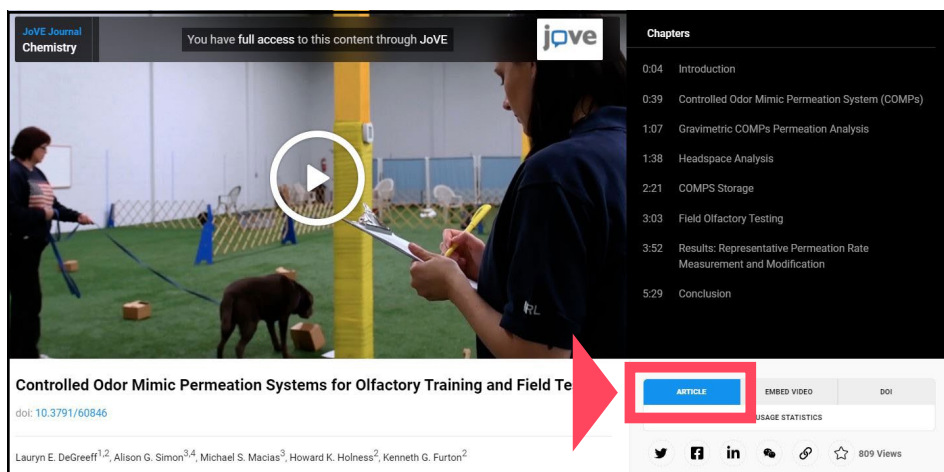 JoVE Journal
Chemistry
You have full access to this content through JoVE
jove
Chapters
0:04 Introduction
0:39 Controlled Odor Mimic Permeation System (COMPs)
1:07 Gravimetric COMPs Permeation Analysis
1:38 Headspace Analysis
2:21 COMPS Storage
3:03 Field Olfactory Testing
3:52 Results: Representative Permeation Rate
Measurement and Modification
5:29 Conclusion
RL
Controlled Odor Mimic Permeation Systems for Olfactory Training and Field Te
doi: 10.3791/60846
Lauryn E. DeGreeff1,2, Alison G. Simon3,4, Michael S. Macias3, Howard K. Holness2, Kenneth G. Furton2
ARTICLE EMBED VIDEO DOI
USAGE STATISTICS
in 809 Views